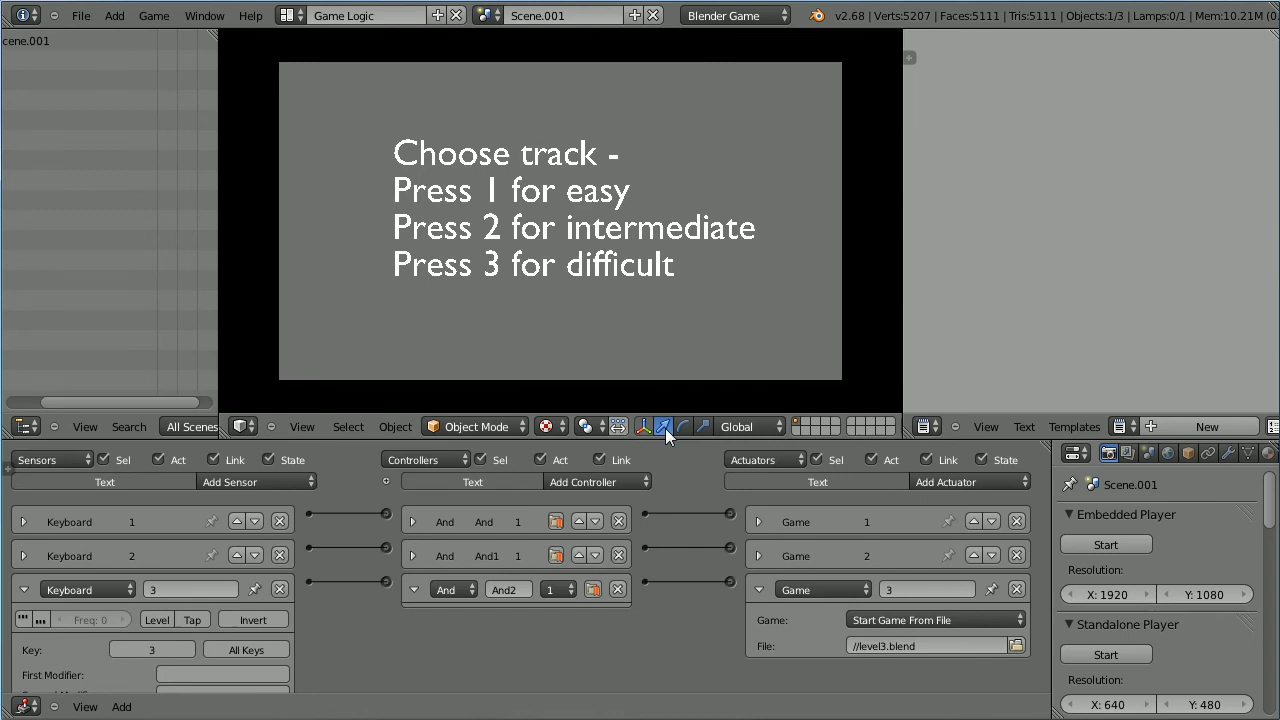 File Add Game Window Help Game Logic Scene.001 Blender Game v2.68 | Verts:5207 | Faces:5111 | Tris:5111 | Objects:1/3 | Lamps:0/1 | Mem:10.21M (0
cene.001
Choose track -
Press 1 for easy
Press 2 for intermediate
Press 3 for difficult
View Search All Scenes View Select Object Object Mode Global View Text Templates New
Sensors Sel Act Link State Controllers Sel Act Link Actuators Sel Act Link State
Text Add Sensor Text Add Controller Text Add Actuator
Scene.001
Keyboard 1 And And 1 Game 1
Embedded Player
Start
Keyboard 2 And And1 1 Game 2
Resolution:
Keyboard 3 And And2 1 Game 3
X: 1920 Y: 1080
Freq: 0 Level Tap Invert Game: Start Game From File
Standalone Player
Key: 3 All Keys File: //level3.blend
Start
First Modifier:
Resolution:
X: 640 Y: 480
View Add